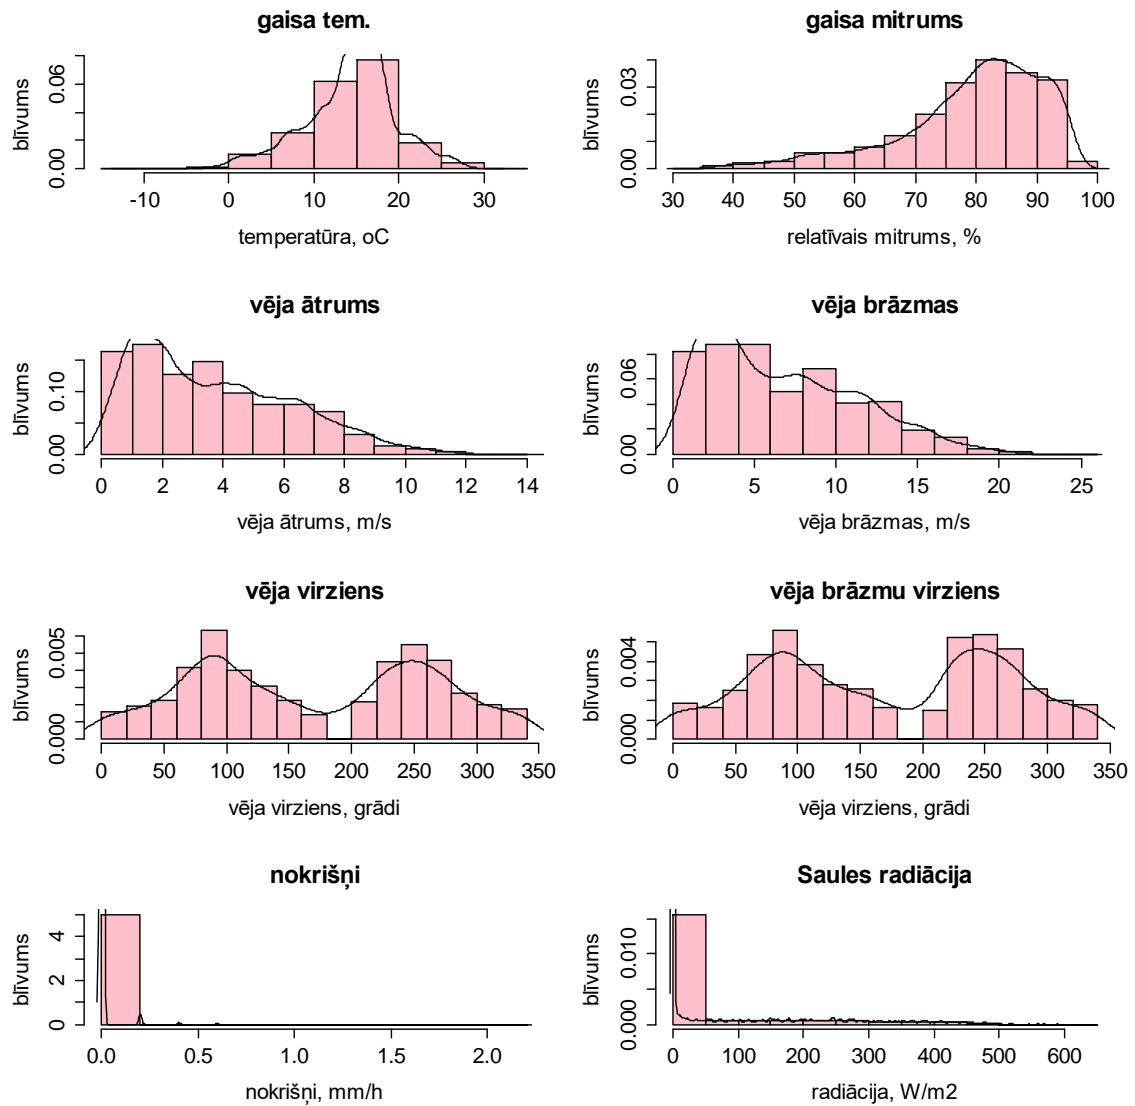 gaisa tem.
blīvums
0.00 0.06
-10 0 10 20 30
temperatūra, oC
gaisa mitrums
blīvums
0.00 0.03
30 40 50 60 70 80 90 100
relatīvais mitrums, %
vēja ātrums
blīvums
0.00 0.10
0 2 4 6 8 10 12 14
vēja ātrums, m/s
vēja brāzmas
blīvums
0.00 0.06
0 5 10 15 20 25
vēja brāzmas, m/s
vēja virziens
blīvums
0.000 0.005
0 50 100 150 200 250 300 350
vēja virziens, grādi
vēja brāzmu virziens
blīvums
0.000 0.004
0 50 100 150 200 250 300 350
vēja virziens, grādi
nokrišņi
blīvums
0 2 4
0.0 0.5 1.0 1.5 2.0
nokrišņi, mm/h
Saules radiācija
blīvums
0.000 0.010
0 100 200 300 400 500 600
radiācija, W/m2